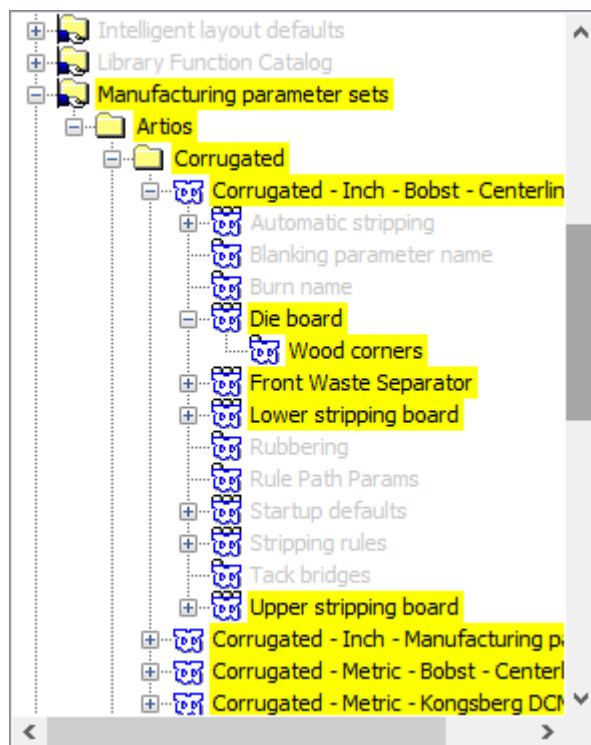 Intelligent layout defaults
Library Function Catalog
Manufacturing parameter sets
Artios
Corrugated
Corrugated - Inch - Bobst - Centerlin
Automatic stripping
Blanking parameter name
Burn name
Die board
Wood corners
Front Waste Separator
Lower stripping board
Rubbering
Rule Path Params
Startup defaults
Stripping rules
Tack bridges
Upper stripping board
Corrugated - Inch - Manufacturing pa
Corrugated - Metric - Bobst - Centerl
Corrugated - Metric - Kongsberg DCM